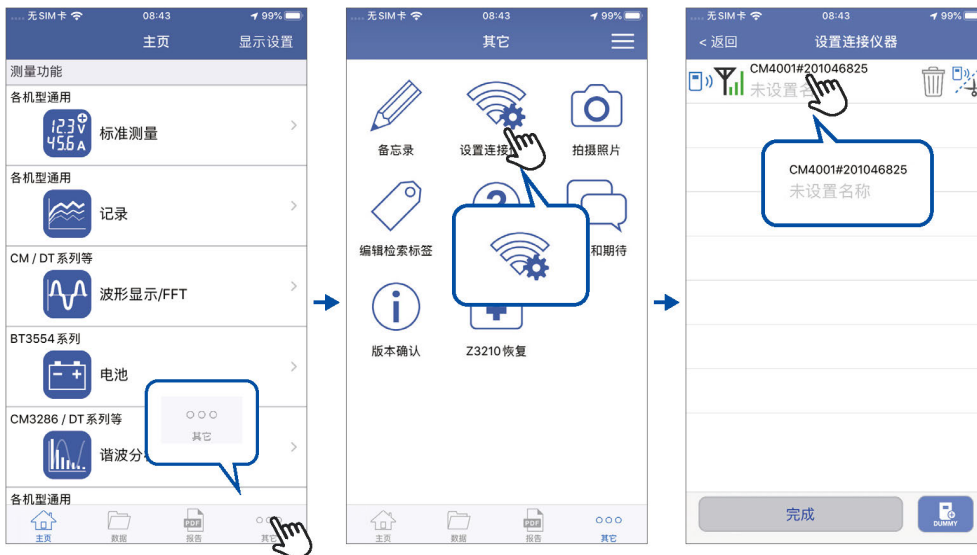 无SIM卡 08:43 99%
主页 显示设置
测量功能
各机型通用
12.3 V
45.6 A
标准测量
各机型通用
记录
CM / DT 系列等
波形显示/FFT
BT3554 系列
电池
CM3286 / DT 系列等
谐波分
其它
各机型通用
主页 数据 PDF 报告 其它
无SIM卡 08:43 99%
其它
备忘录 设置连接 拍摄照片
编辑检索标签 ? 和期待
i
版本确认 Z3210 恢复
主页 数据 PDF 报告 其它
无SIM卡 08:43 99%
< 返回 设置连接仪器
CM4001#201046825
未设置名
CM4001#201046825
未设置名称
完成 DUMMY